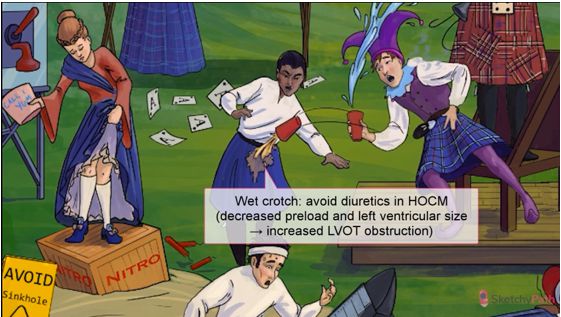 Wet crotch: avoid diuretics in HOCM
(decreased preload and left ventricular size
→ increased LVOT obstruction)
NITRO
NITRO
AVOID
Sinkhole
SketchyPath